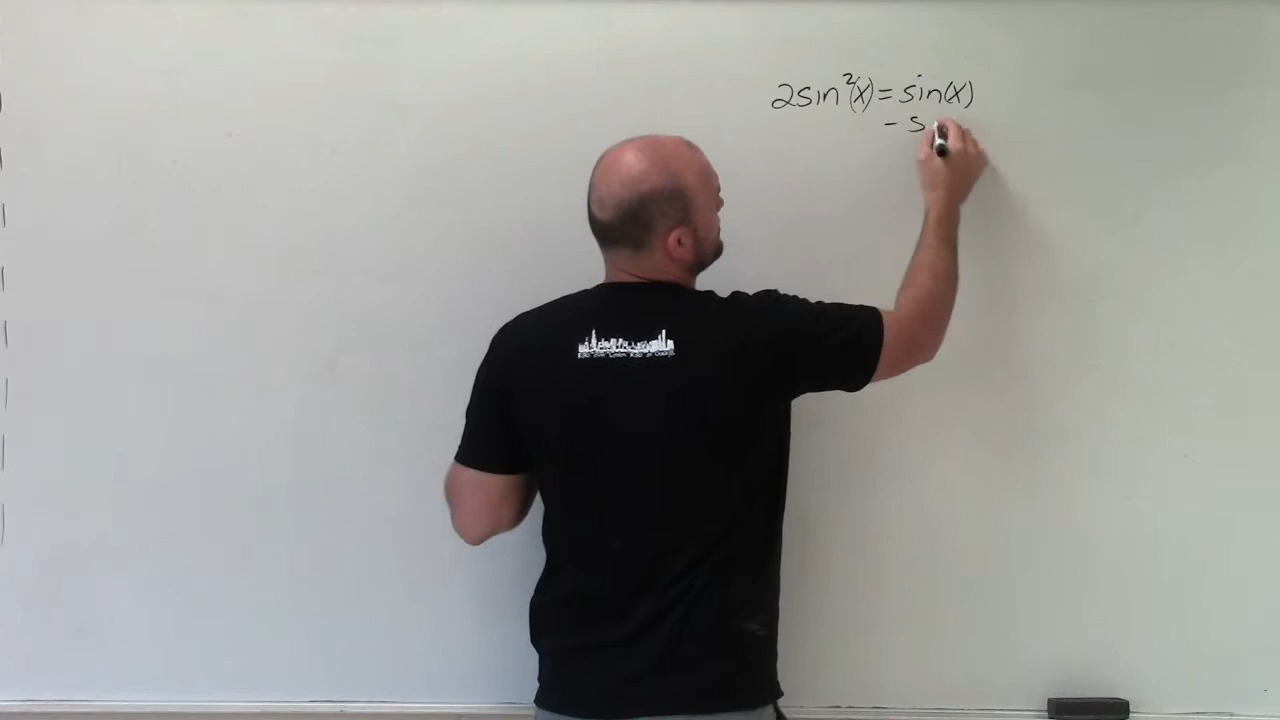 2sin²(x) = sin(x)
- s